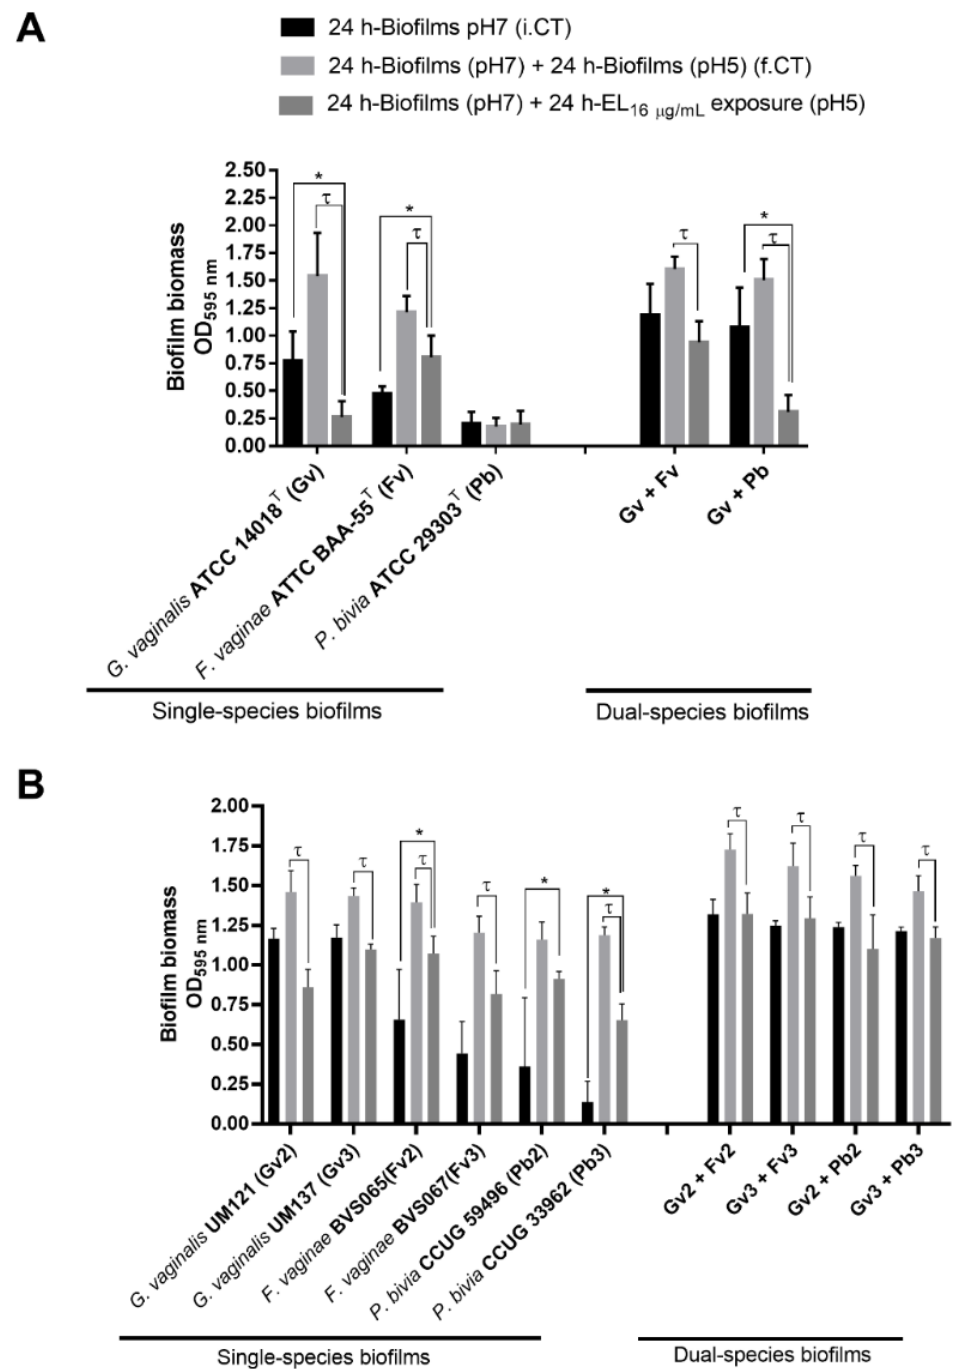 A
24 h-Biofilms pH7 (i.CT)
24 h-Biofilms (pH7) + 24 h-Biofilms (pH5) (f.CT)
24 h-Biofilms (pH7) + 24 h-EL16 μg/mL exposure (pH5)
Biofilm biomass
OD595 nm
2.50
2.25
2.00
1.75
1.50
1.25
1.00
0.75
0.50
0.25
0.00
*
τ
*
τ
τ
*
τ
G. vaginalis ATCC 14018T (Gv)
F. vaginae ATTC BAA-55T (Fv)
P. bivia ATCC 29303T (Pb)
Gv + Fv
Gv + Pb
Single-species biofilms
Dual-species biofilms
B
Biofilm biomass
OD595 nm
2.00
1.75
1.50
1.25
1.00
0.75
0.50
0.25
0.00
τ
τ
*
τ
τ
*
*
τ
τ
τ
τ
τ
G. vaginalis UM121 (Gv2)
G. vaginalis UM137 (Gv3)
F. vaginae BVS065(Fv2)
F. vaginae BVS067(Fv3)
P. bivia CCUG 59496 (Pb2)
P. bivia CCUG 33962 (Pb3)
Gv2 + Fv2
Gv3 + Fv3
Gv2 + Pb2
Gv3 + Pb3
Single-species biofilms
Dual-species biofilms